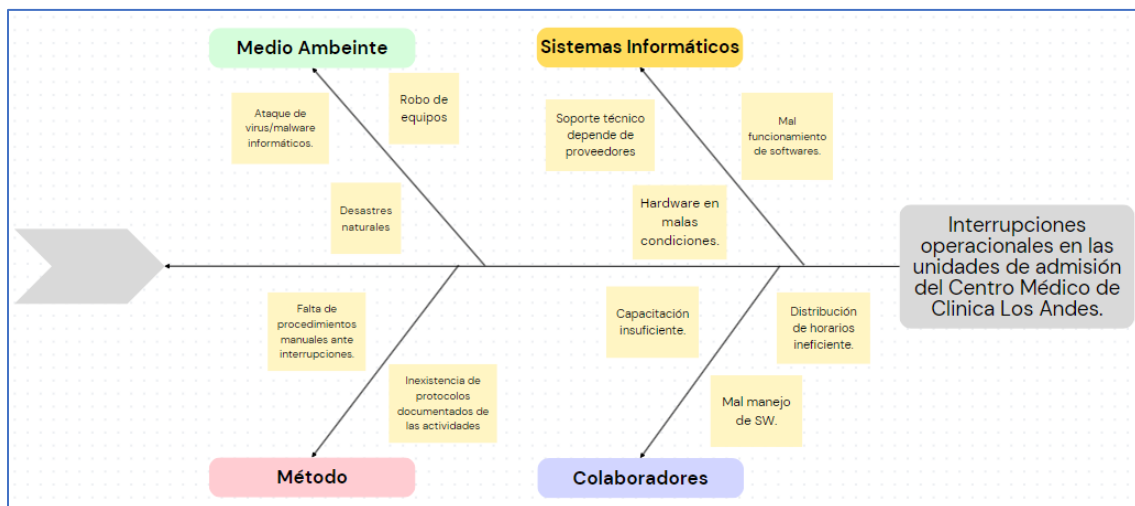 Medio Ambeinte
Sistemas Informáticos
Ataque de
virus/malware
informáticos.
Robo de
equipos
Desastres
naturales
Soporte técnico
depende de
proveedores
Mal
funcionamiento
de softwares.
Hardware en
malas
condiciones.
Interrupciones
operacionales en las
unidades de admisión
del Centro Médico de
Clinica Los Andes.
Falta de
procedimientos
manuales ante
interrupciones.
Inexistencia de
protocolos
documentados de
las actividades
Capacitación
insuficiente.
Distribución
de horarios
ineficiente.
Mal manejo
de SW.
Método
Colaboradores